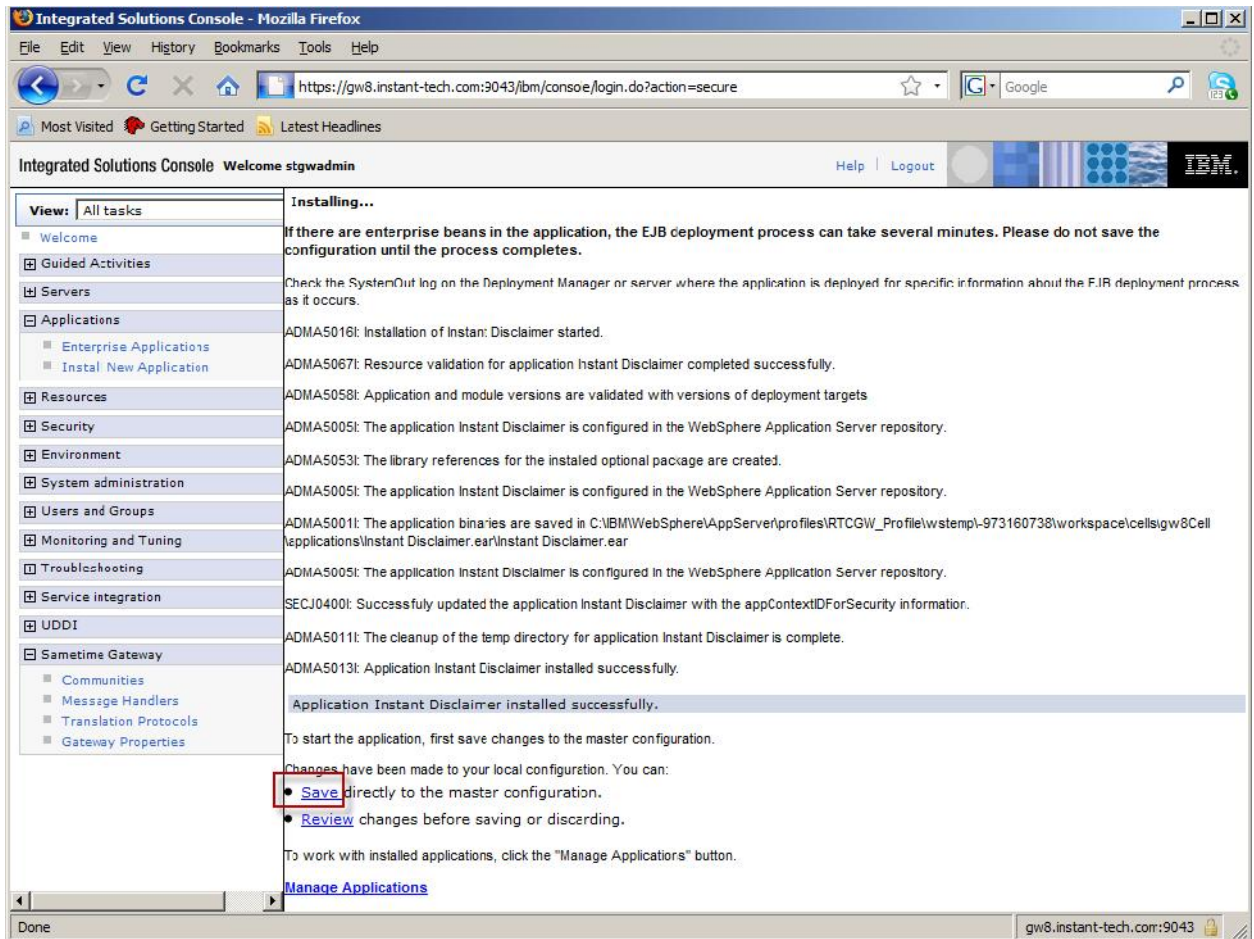 Integrated Solutions Console - Mozilla Firefox
File Edit View History Bookmarks Tools Help
https://gw8.instant-tech.com:9043/ibm/console/login.do?action=secure
G Google
Most Visited Getting Started Latest Headlines
Integrated Solutions Console Welcome stgwadmin
Help Logout
IBM.
View: All tasks
Welcome
Guided Activities
Servers
Applications
Enterprise Applications
Install New Application
Resources
Security
Environment
System administration
Users and Groups
Monitoring and Tuning
Troubleshooting
Service integration
UDDI
Sametime Gateway
Communities
Message Handlers
Translation Protocols
Gateway Properties
Installing...
If there are enterprise beans in the application, the EJB deployment process can take several minutes. Please do not save the
configuration until the process completes.
Check the SystemOut log on the Deployment Manager or server where the application is deployed for specific information about the EJB deployment process
as it occurs.
ADMA5016I: Installation of Instant Disclaimer started.
ADMA5067I: Resource validation for application Instant Disclaimer completed successfully.
ADMA5058I: Application and module versions are validated with versions of deployment targets
ADMA5005I: The application Instant Disclaimer is configured in the WebSphere Application Server repository.
ADMA5053I: The library references for the installed optional package are created.
ADMA5005I: The application Instant Disclaimer is configured in the WebSphere Application Server repository.
ADMA5001I: The application binaries are saved in C:\IBM\WebSphere\AppServer\profiles\RTCGW_Profile\wstemp\-973160738\workspace\cells\gw8Cell
\applications\Instant Disclaimer.ear\Instant Disclaimer.ear
ADMA5005I: The application Instant Disclaimer is configured in the WebSphere Application Server repository.
SECJ0400I: Successfuly updated the application Instant Disclaimer with the appContextIDForSecurity information.
ADMA5011I: The cleanup of the temp directory for application Instant Disclaimer is complete.
ADMA5013I: Application Instant Disclaimer installed successfully.
Application Instant Disclaimer installed successfully.
To start the application, first save changes to the master configuration.
Changes have been made to your local configuration. You can:
Save directly to the master configuration.
Review changes before saving or discarding.
To work with installed applications, click the "Manage Applications" button.
Manage Applications
Done
gw8.instant-tech.com:9043